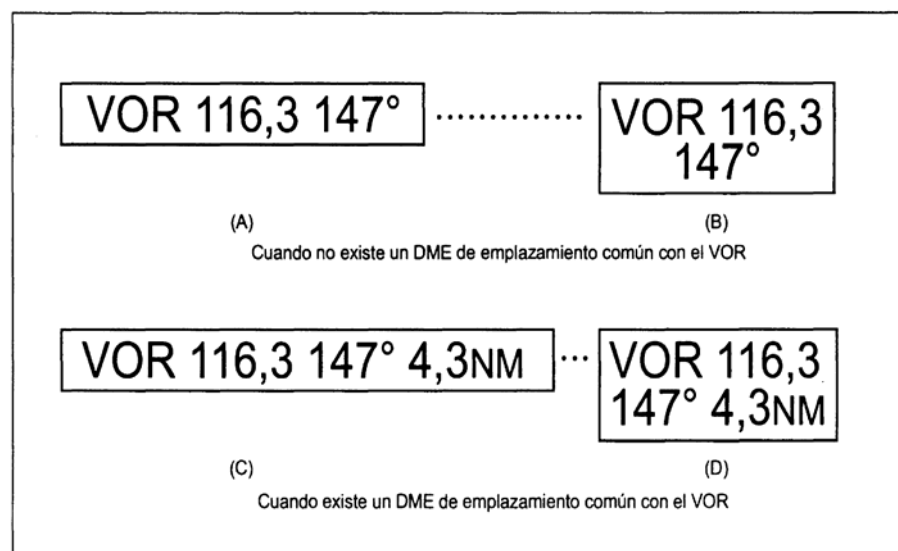 VOR 116,3 147° .............. VOR 116,3
147°
(A) (B)
Cuando no existe un DME de emplazamiento común con el VOR
VOR 116,3 147° 4,3NM ... VOR 116,3
147° 4,3NM
(C) (D)
Cuando existe un DME de emplazamiento común con el VOR